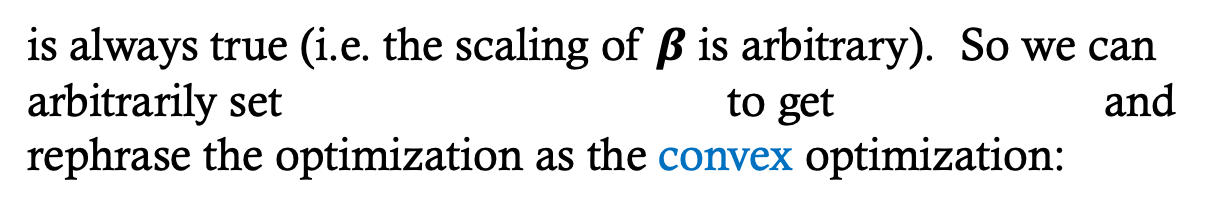 is always true (i.e. the scaling of β is arbitrary).  So we can
arbitrarily set to get and
rephrase the optimization as the convex optimization: